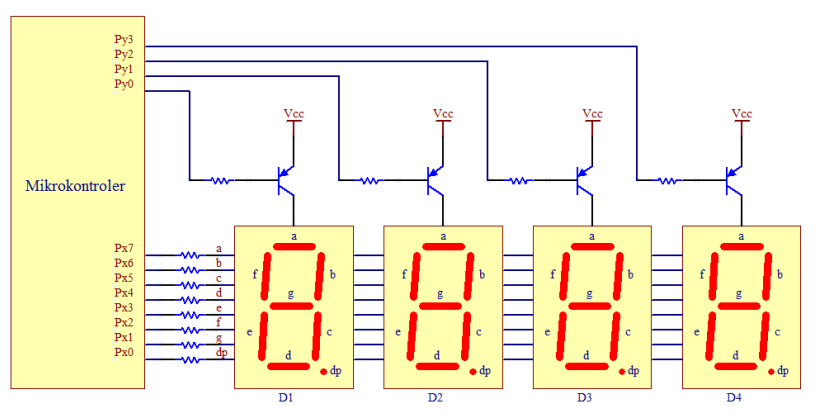 Py3
Py2
Py1
Py0
Vcc Vcc Vcc Vcc
Mikrokontroler
Px7 a
Px6 b
Px5 c
Px4 d
Px3 e
Px2 f
Px1 g
Px0 dp
a a a a
f b f b f b f b
g g g g
e c e c e c e c
d d d d
dp dp dp dp
D1 D2 D3 D4